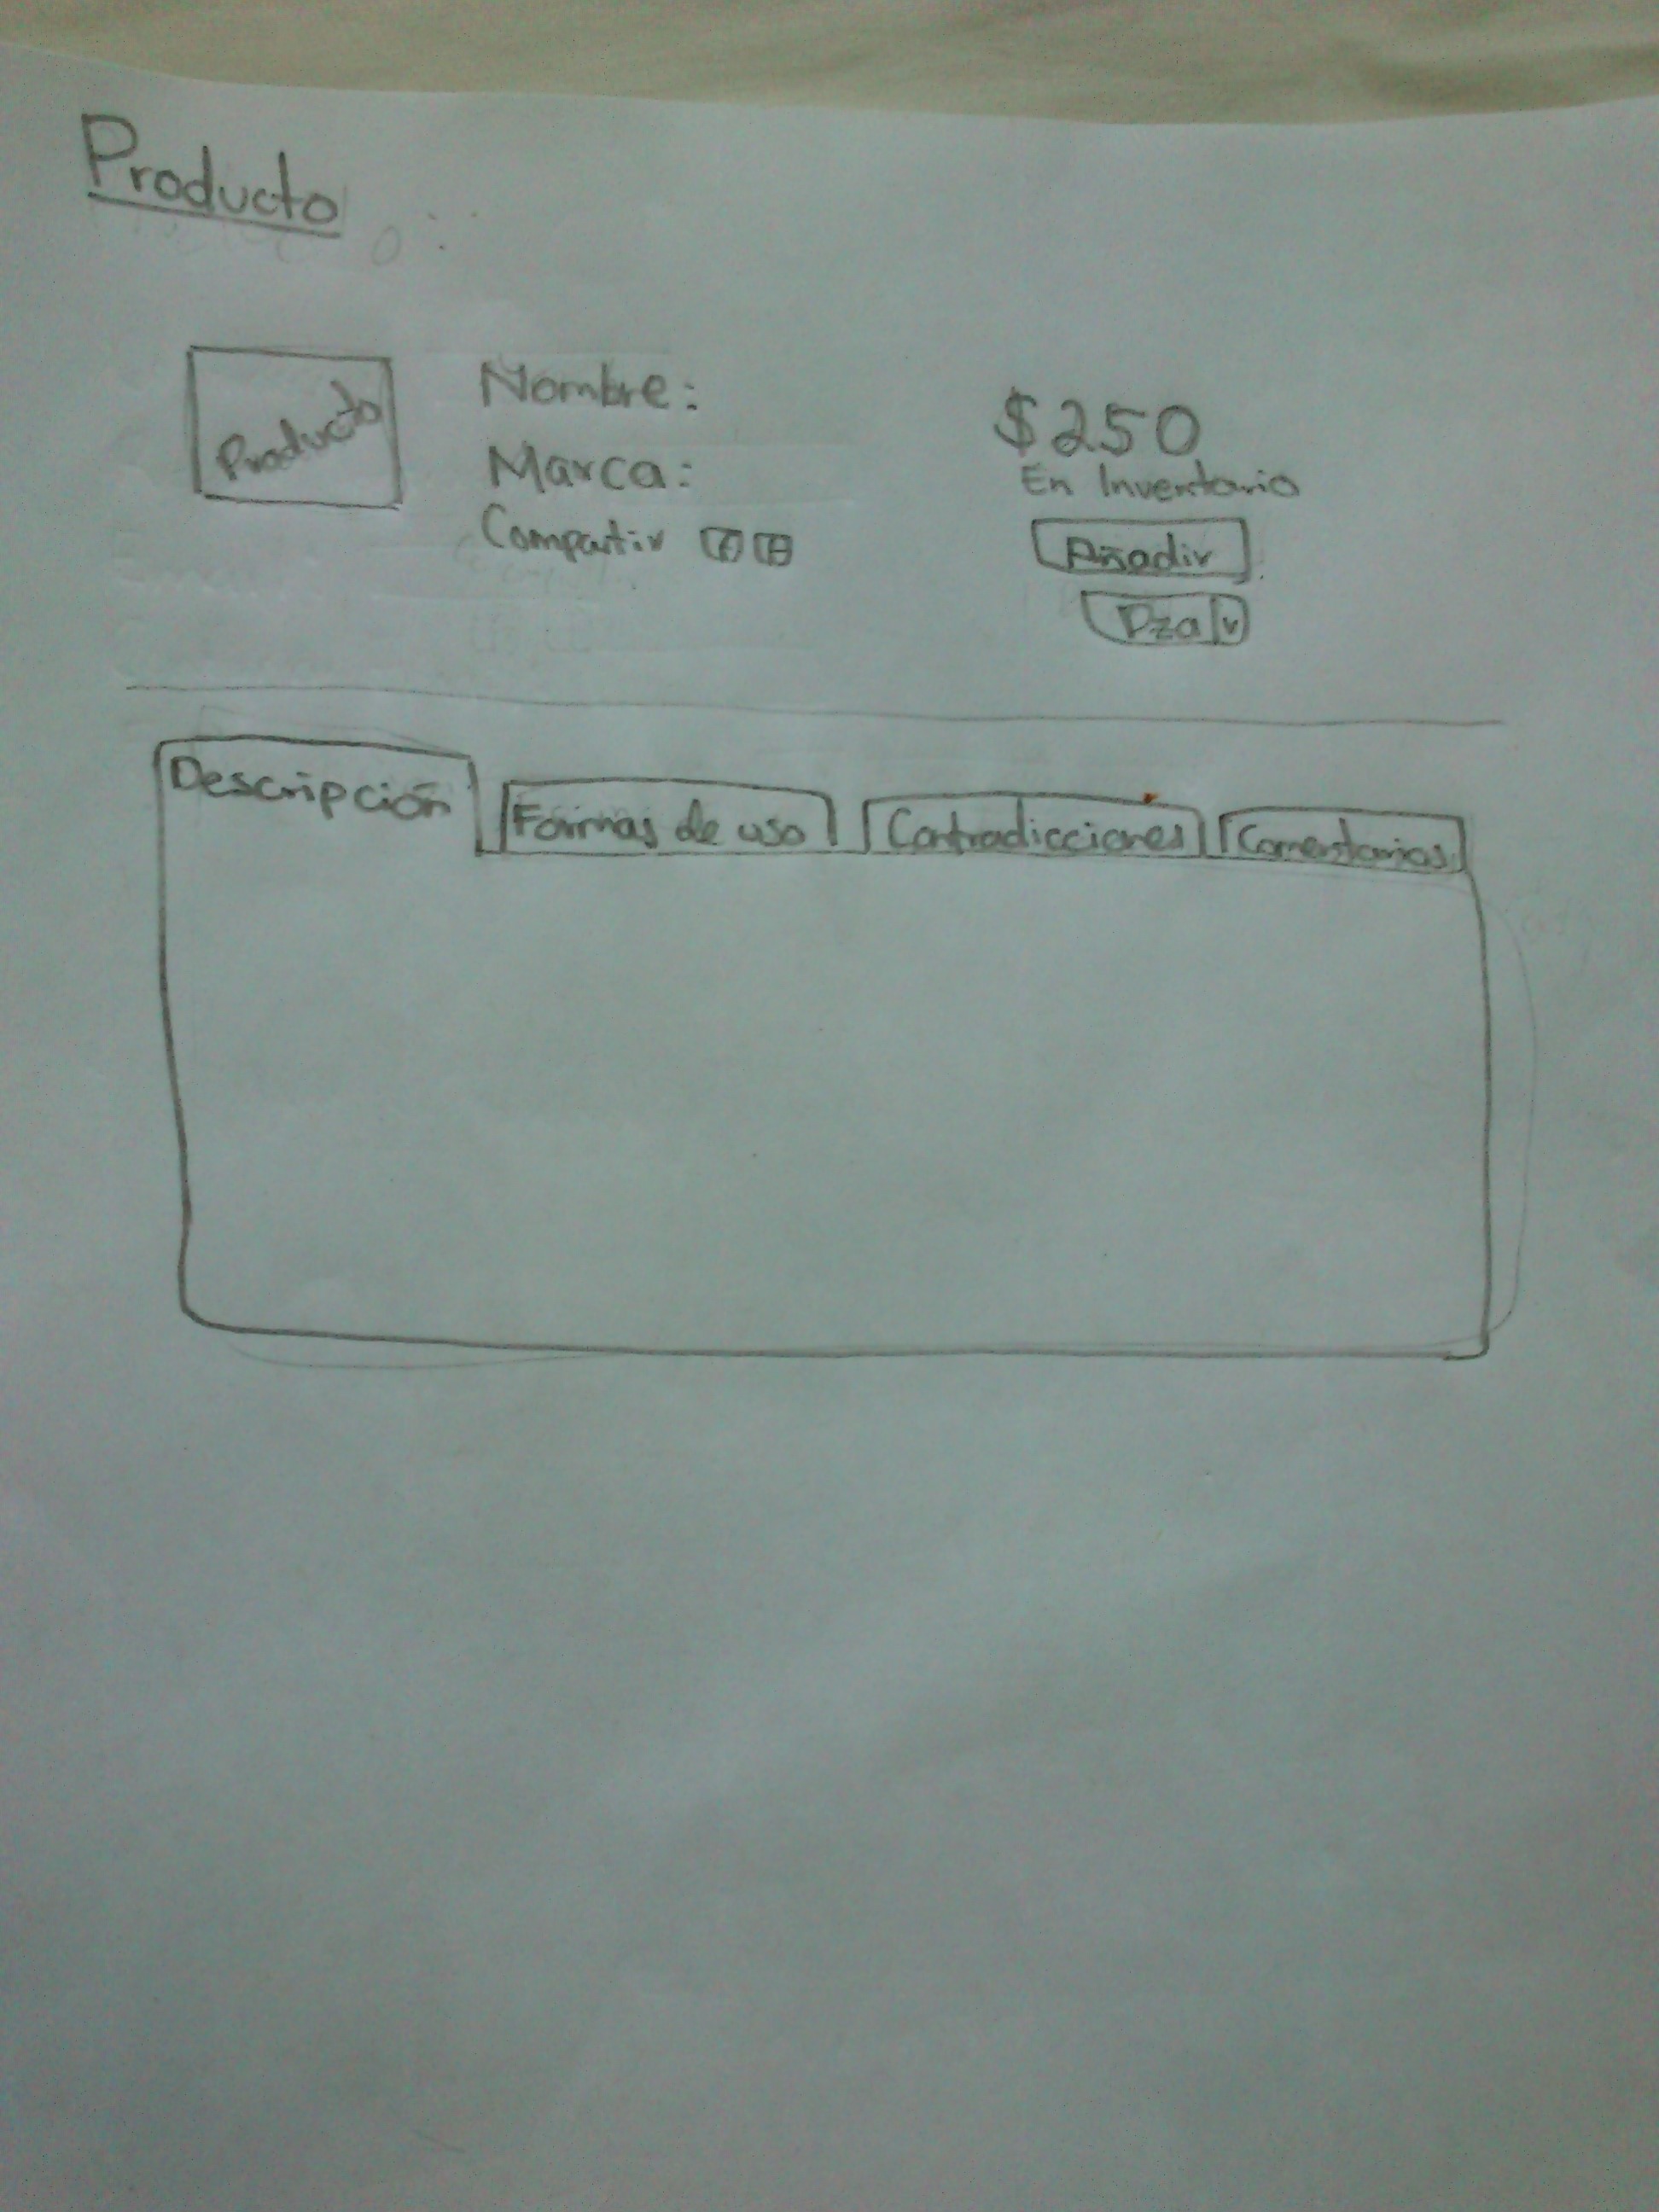 Producto
Producto
Nombre:
Marca:
Compartir
$250
En Inventario
Añadir
Pza v
Descripción
Formas de uso
Contradicciones
Comentarios